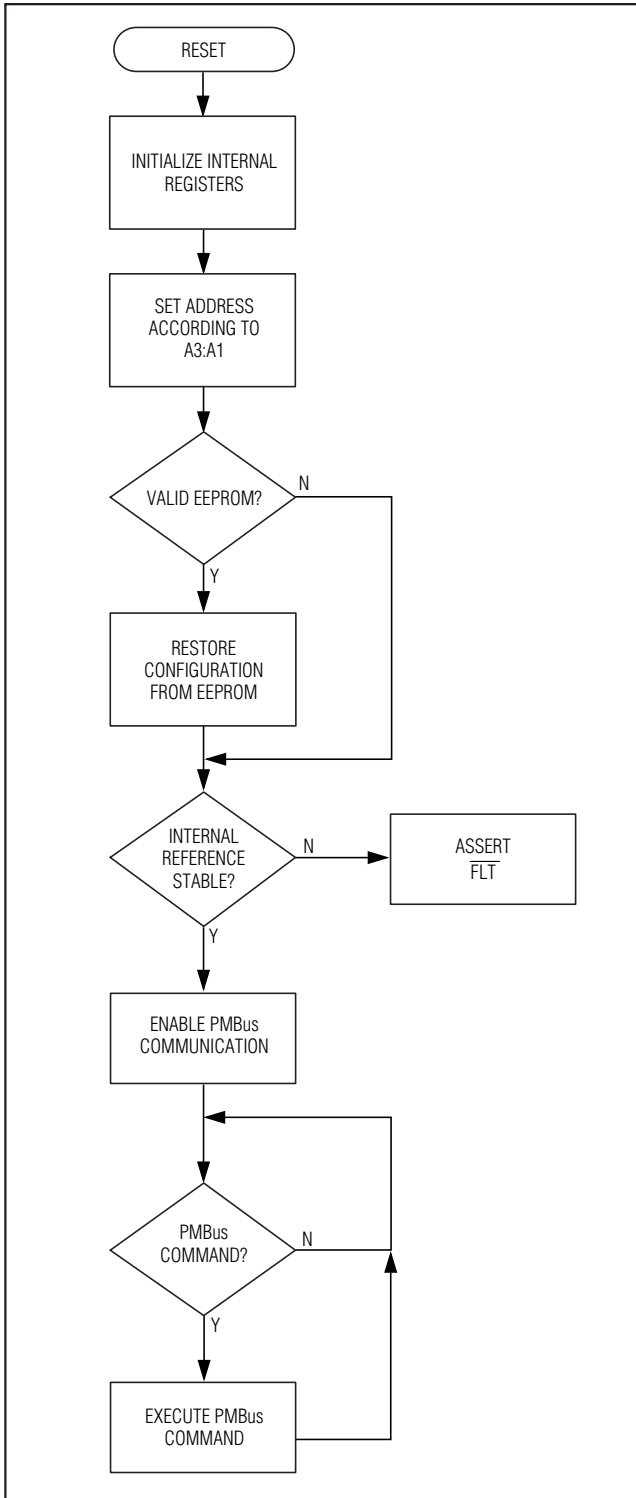 RESET
INITIALIZE INTERNAL
REGISTERS
SET ADDRESS
ACCORDING TO
A3:A1
VALID EEPROM?
N
Y
RESTORE
CONFIGURATION
FROM EEPROM
INTERNAL
REFERENCE
STABLE?
N
ASSERT
FLT
Y
ENABLE PMBus
COMMUNICATION
PMBus
COMMAND?
N
Y
EXECUTE PMBus
COMMAND